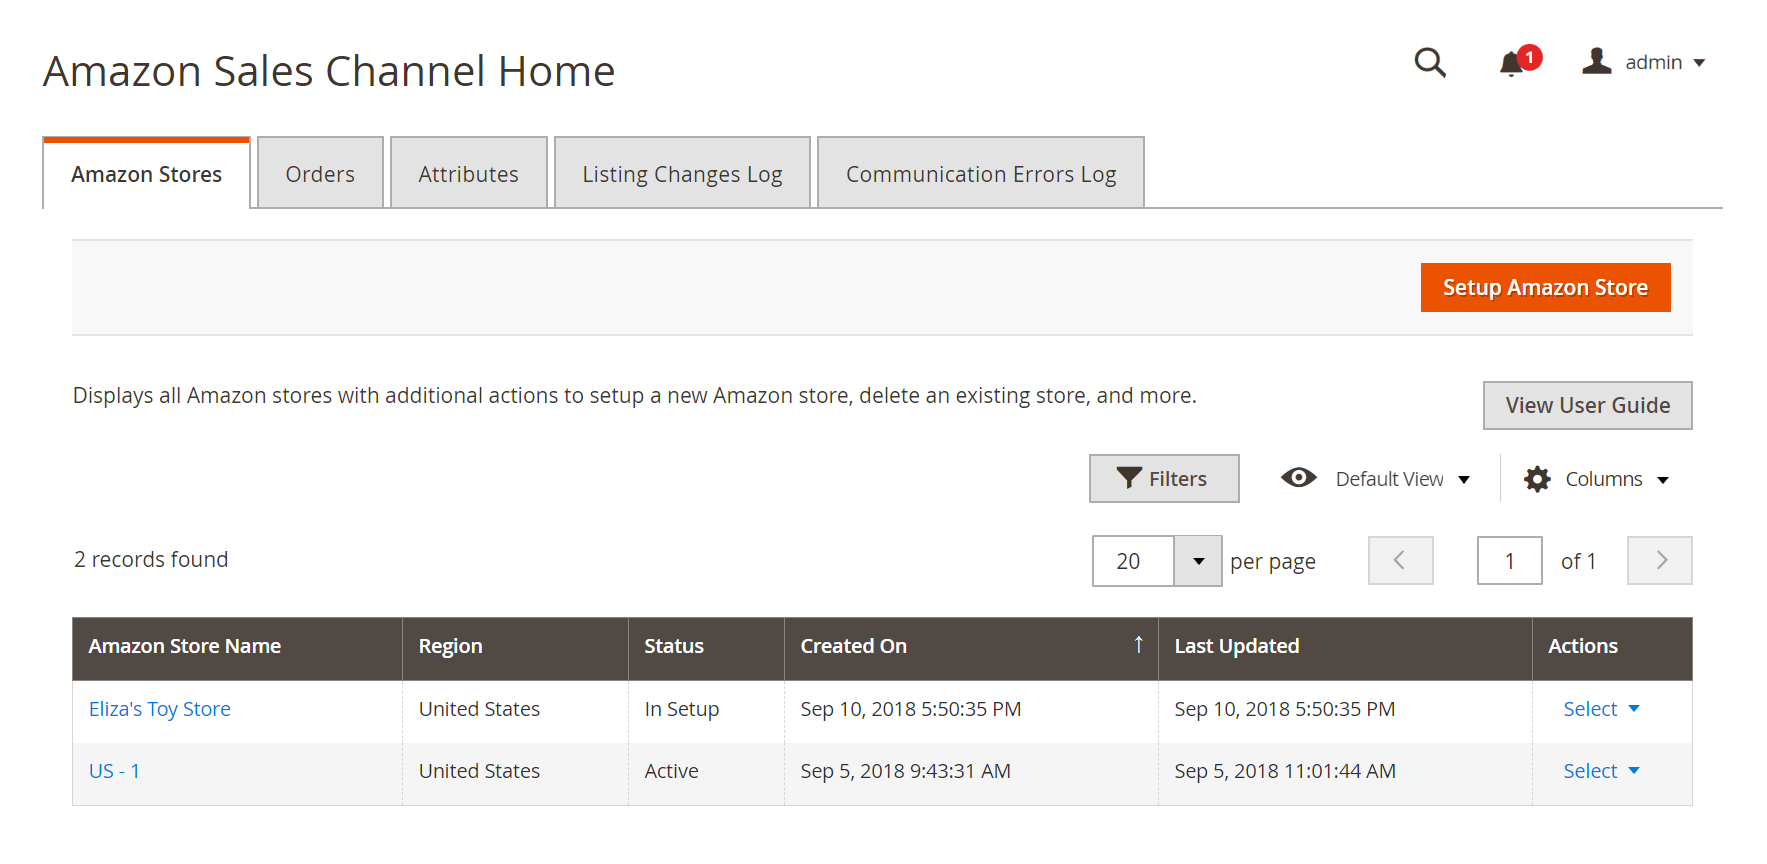 Amazon Sales Channel Home
1
admin
Amazon Stores
Orders
Attributes
Listing Changes Log
Communication Errors Log
Setup Amazon Store
Displays all Amazon stores with additional actions to setup a new Amazon store, delete an existing store, and more.
View User Guide
Filters
Default View
Columns
2 records found
20
per page
1
of 1
Amazon Store Name Region Status Created On ↑ Last Updated Actions
Eliza's Toy Store United States In Setup Sep 10, 2018 5:50:35 PM Sep 10, 2018 5:50:35 PM Select
US - 1 United States Active Sep 5, 2018 9:43:31 AM Sep 5, 2018 11:01:44 AM Select